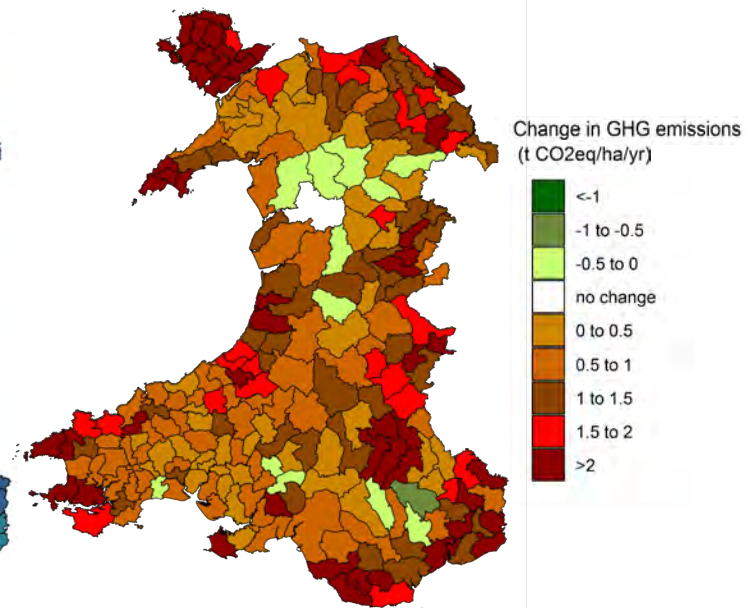 Change in GHG emissions
(t CO2eq/ha/yr)
<-1
-1 to -0.5
-0.5 to 0
no change
0 to 0.5
0.5 to 1
1 to 1.5
1.5 to 2
>2